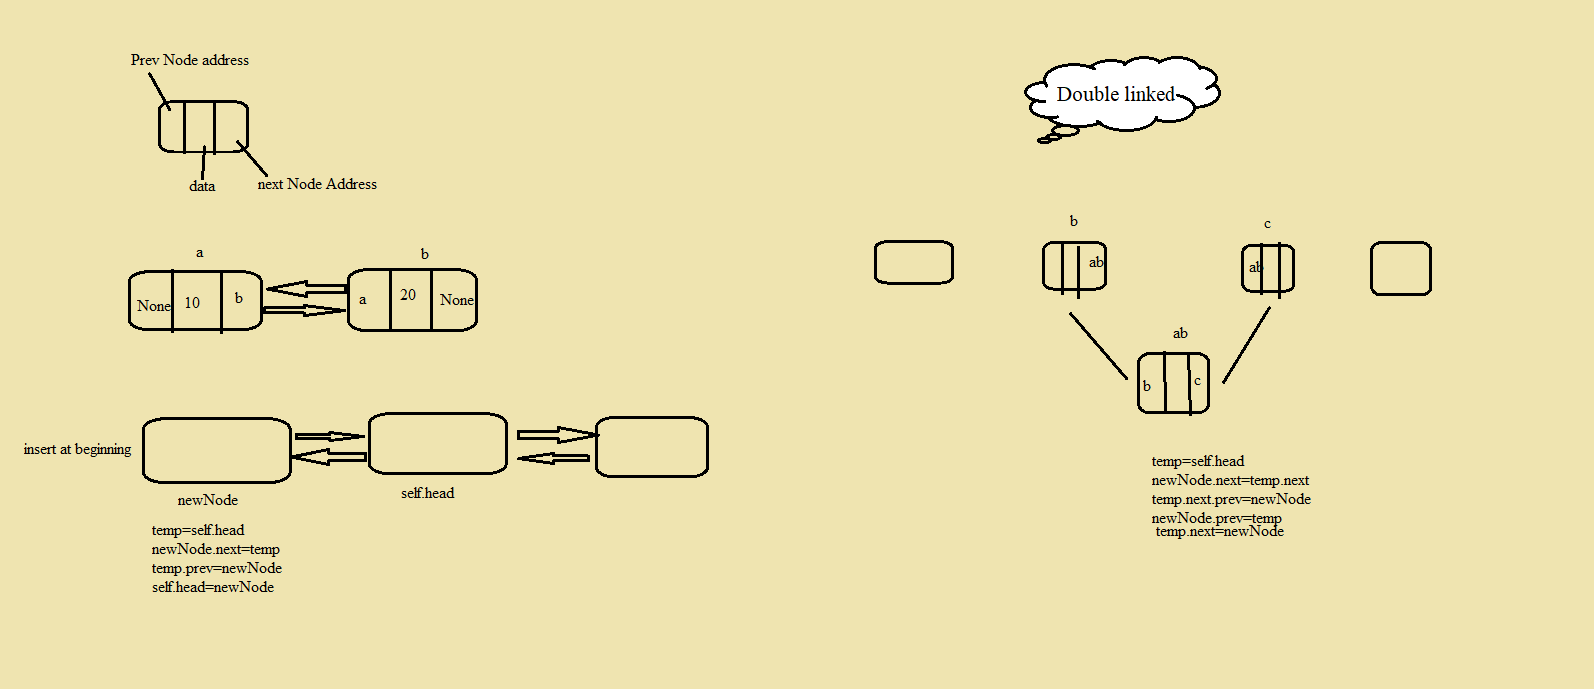 Prev Node address
data
next Node Address
Double linked
a
b
None 10 b
a 20 None
b
c
ab
ab
ab
b c
insert at beginning
newNode
self.head
temp=self.head
newNode.next=temp
temp.prev=newNode
self.head=newNode
temp=self.head
newNode.next=temp.next
temp.next.prev=newNode
newNode.prev=temp
temp.next=newNode